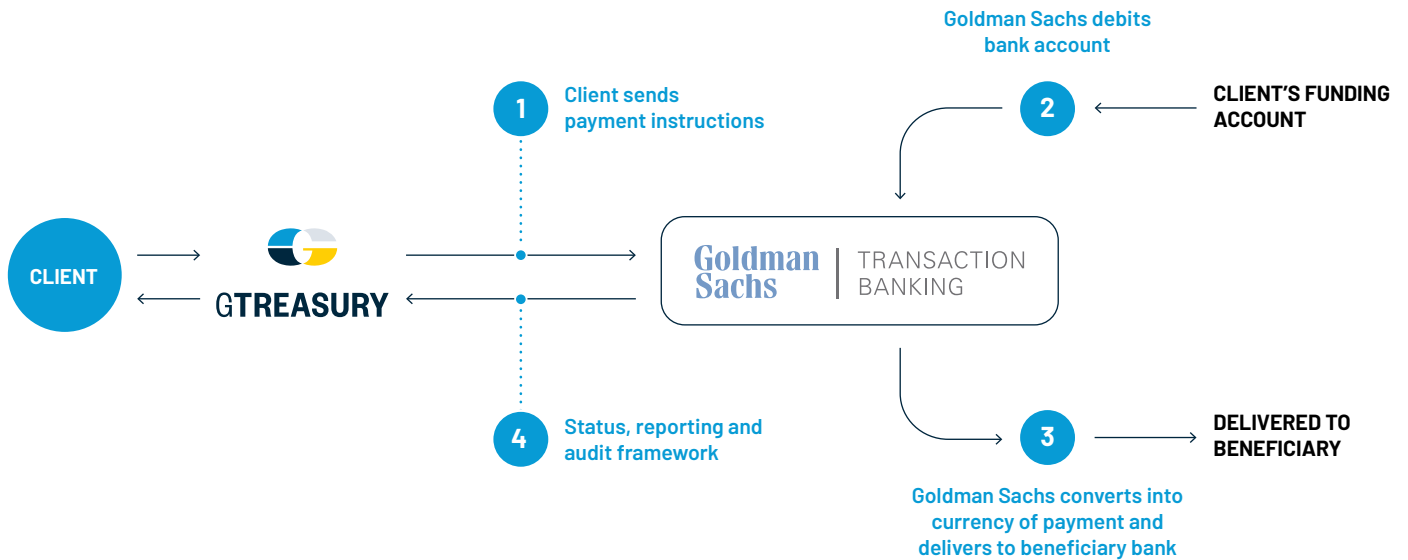 Goldman Sachs debits
bank account
1
Client sends
payment instructions
2
CLIENT'S FUNDING
ACCOUNT
CLIENT
GTREASURY
Goldman
Sachs
TRANSACTION
BANKING
4
Status, reporting and
audit framework
3
DELIVERED TO
BENEFICIARY
Goldman Sachs converts into
currency of payment and
delivers to beneficiary bank